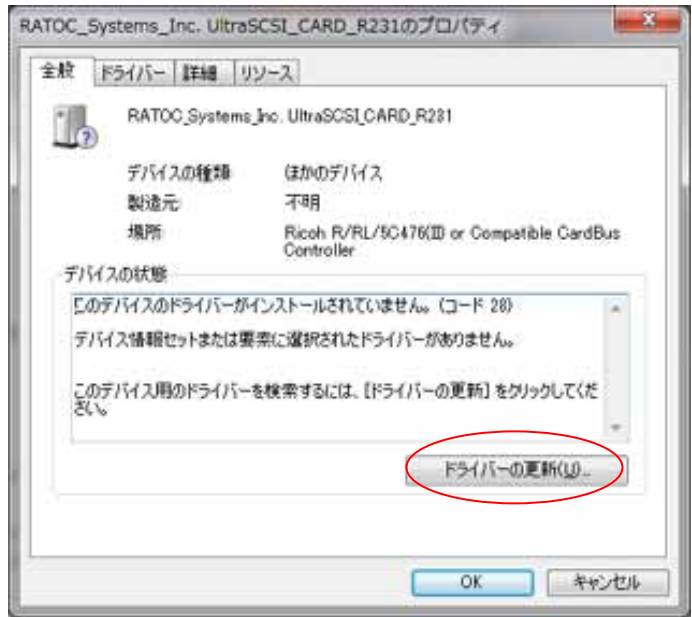 RATOC_Systems_Inc. UltraSCSI_CARD_R231のプロパティ
全般 ドライバー 詳細 リソース
RATOC_Systems_Inc. UltraSCSI_CARD_R231
デバイスの種類 ほかのデバイス
製造元 不明
場所 Ricoh R/RL/5C476(II) or Compatible CardBus
Controller
デバイスの状態
このデバイスのドライバーがインストールされていません。 (コード 28)
デバイス情報セットまたは要素に選択されたドライバーがありません。
このデバイス用のドライバーを検索するには、[ドライバーの更新] をクリックしてくだ
さい。
ドライバーの更新(U)...
OK キャンセル